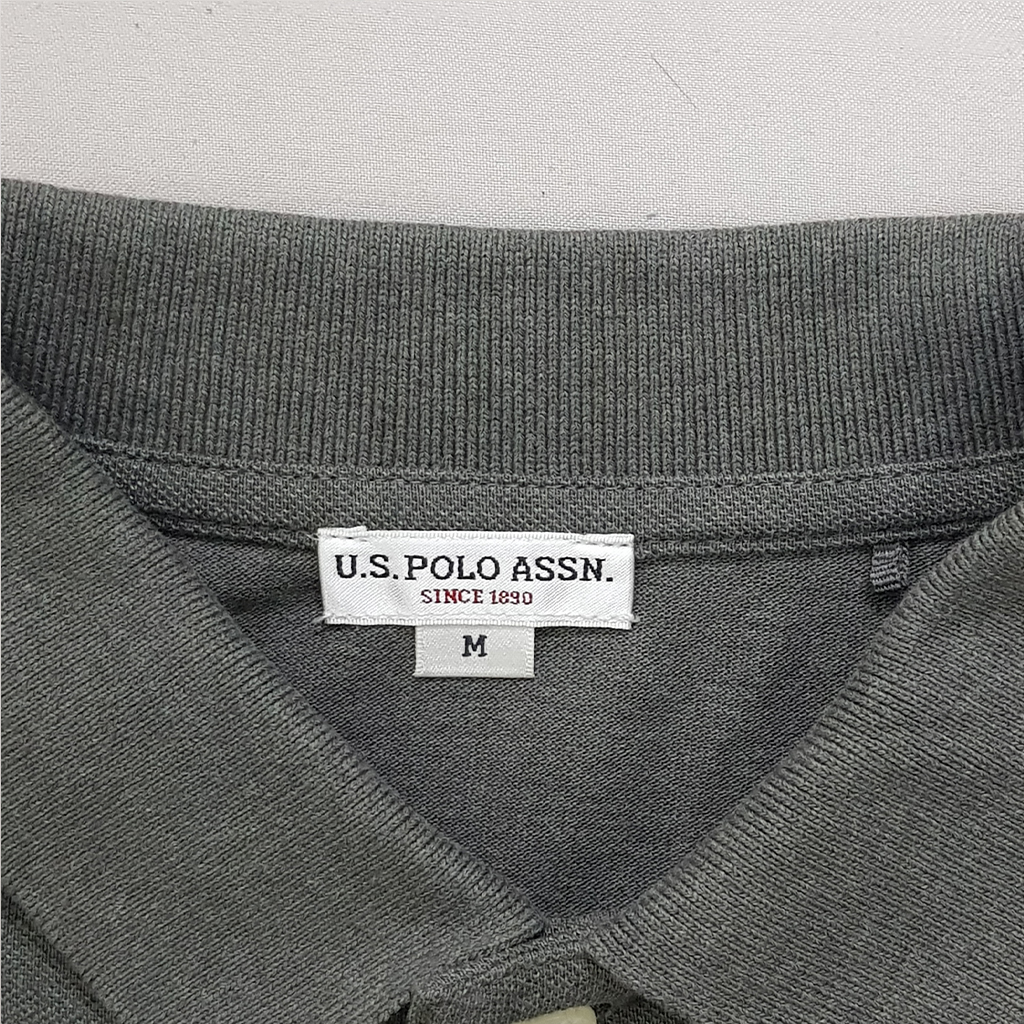 U.S. POLO ASSN.
SINCE 1890
M